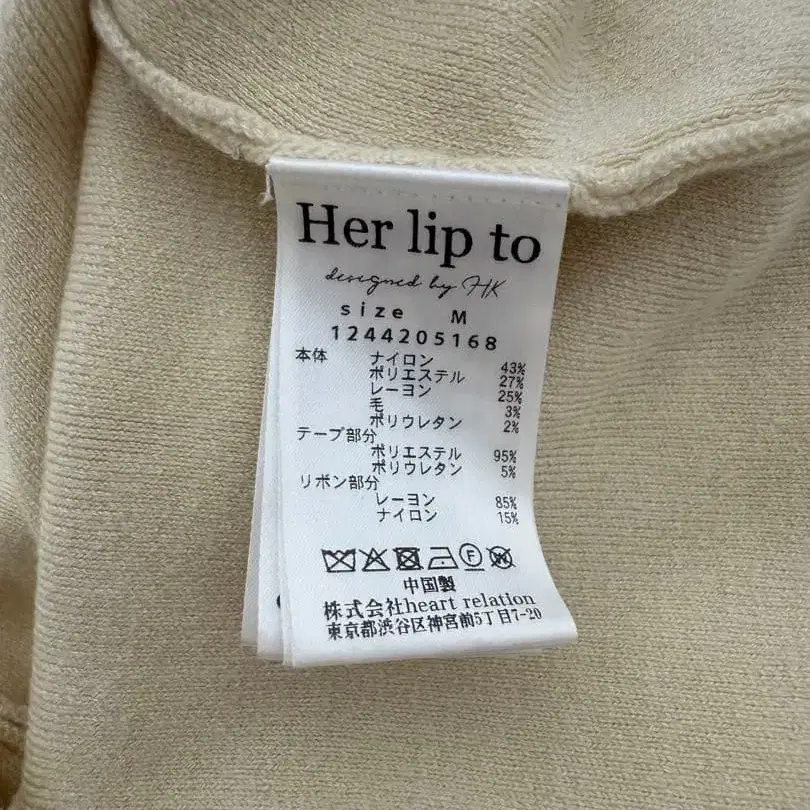 Her lip to
designed by HK
size M
1244205168
本体 ナイロン 43%
ポリエステル 27%
レーヨン 25%
毛 3%
ポリウレタン 2%
テープ部分
ポリエステル 95%
ポリウレタン 5%
リボン部分
レーヨン 85%
ナイロン 15%
F W
中国製
株式会社heart relation
東京都渋谷区神宮前5丁目7-20